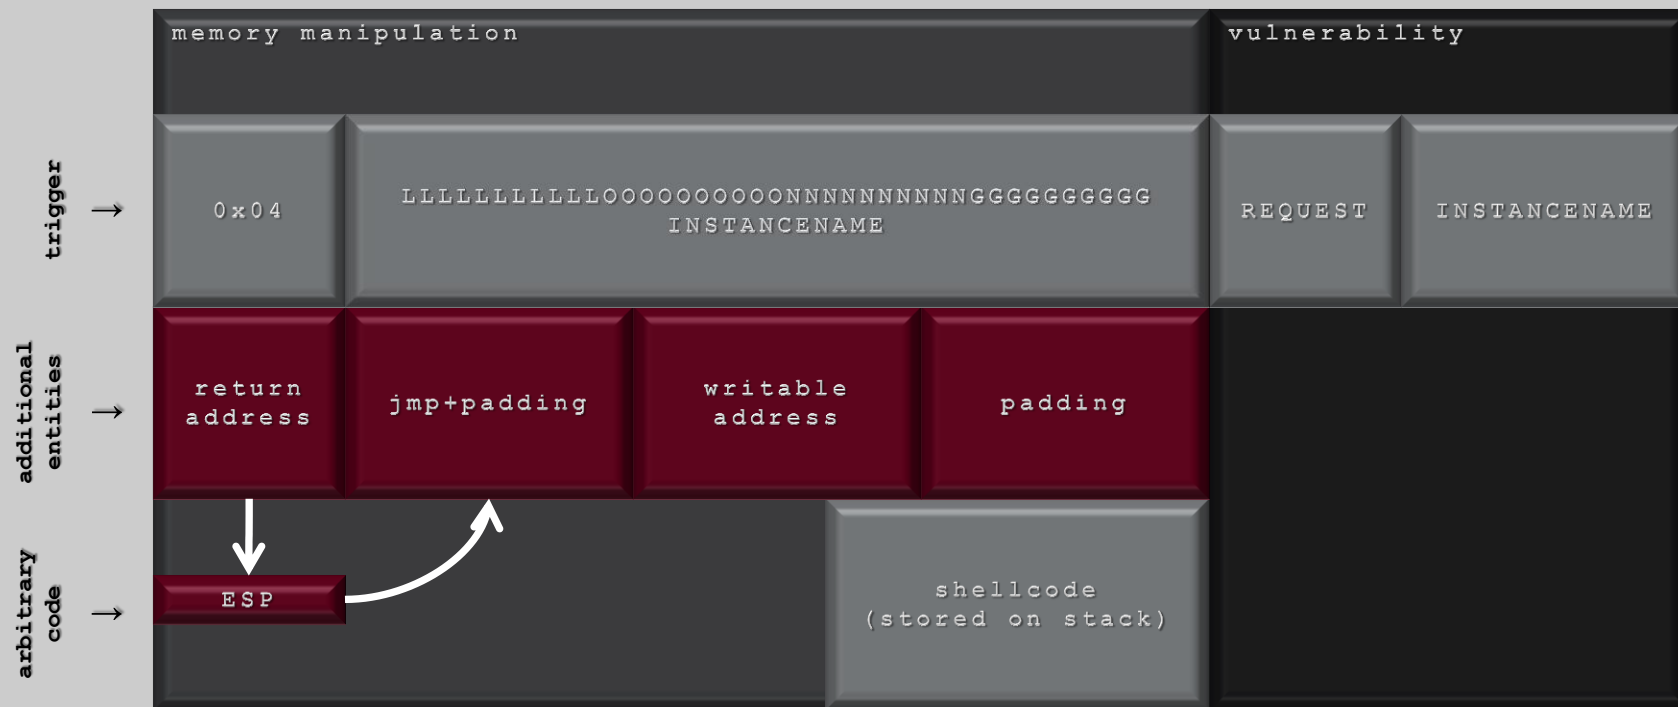 memory manipulation
vulnerability
trigger
→
0x04
LLLLLLLLLLLOOOOOOOOOONNNNNNNNNNGGGGGGGGGG
INSTANCENAME
REQUEST
INSTANCENAME
additional
entities
→
return
address
jmp+padding
writable
address
padding
arbitrary
code
→
ESP
shellcode
(stored on stack)